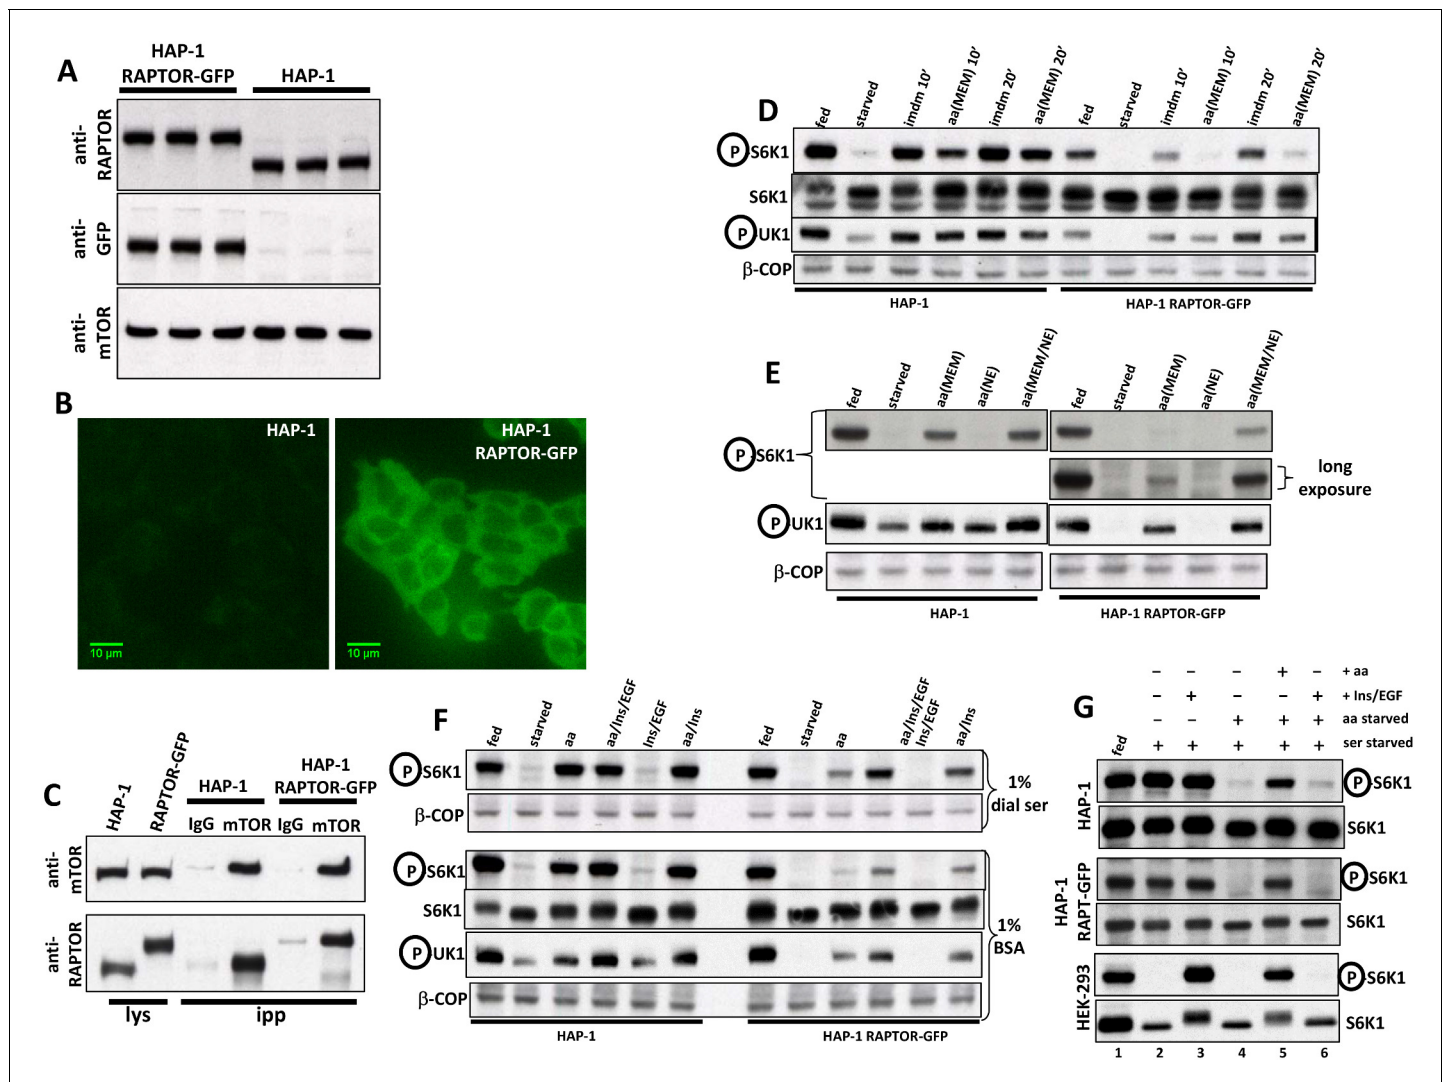 A
HAP-1
RAPTOR-GFP
HAP-1
anti-
RAPTOR
anti-
GFP
anti-
mTOR
B
HAP-1
10 µm
HAP-1
RAPTOR-GFP
10 µm
C
HAP-1
RAPTOR-GFP
HAP-1
HAP-1
RAPTOR-GFP
IgG mTOR IgG mTOR
anti-
mTOR
anti-
RAPTOR
lys ipp
D
fed starved imdm 10’ aa(MEM) 10’ imdm 20’ aa(MEM) 20’ fed starved imdm 10’ aa(MEM) 10’ imdm 20’ aa(MEM) 20’
P S6K1
S6K1
P UK1
β-COP
HAP-1 HAP-1 RAPTOR-GFP
E
fed starved aa(MEM) aa(NE) aa(MEM/NE) fed starved aa(MEM) aa(NE) aa(MEM/NE)
P S6K1
long
exposure
P UK1
β-COP
HAP-1 HAP-1 RAPTOR-GFP
F
fed starved aa aa/Ins/EGF Ins/EGF aa/Ins fed starved aa aa/Ins/EGF Ins/EGF aa/Ins
P S6K1
β-COP
1%
dial ser
P S6K1
S6K1
P -UK1
β-COP
1%
BSA
HAP-1 HAP-1 RAPTOR-GFP
G
– – – + – + aa
– + – – + + Ins/EGF
– – + + + aa starved
fed + + + + + ser starved
HAP-1
P S6K1
S6K1
HAP-1
RAPT-GFP
P S6K1
S6K1
HEK-293
P S6K1
S6K1
1 2 3 4 5 6